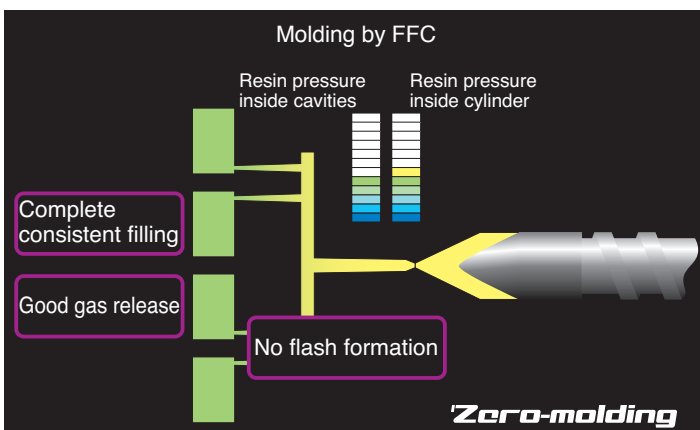 Molding by FFC
Resin pressure
inside cavities
Resin pressure
inside cylinder
Complete
consistent filling
Good gas release
No flash formation
Zero-molding